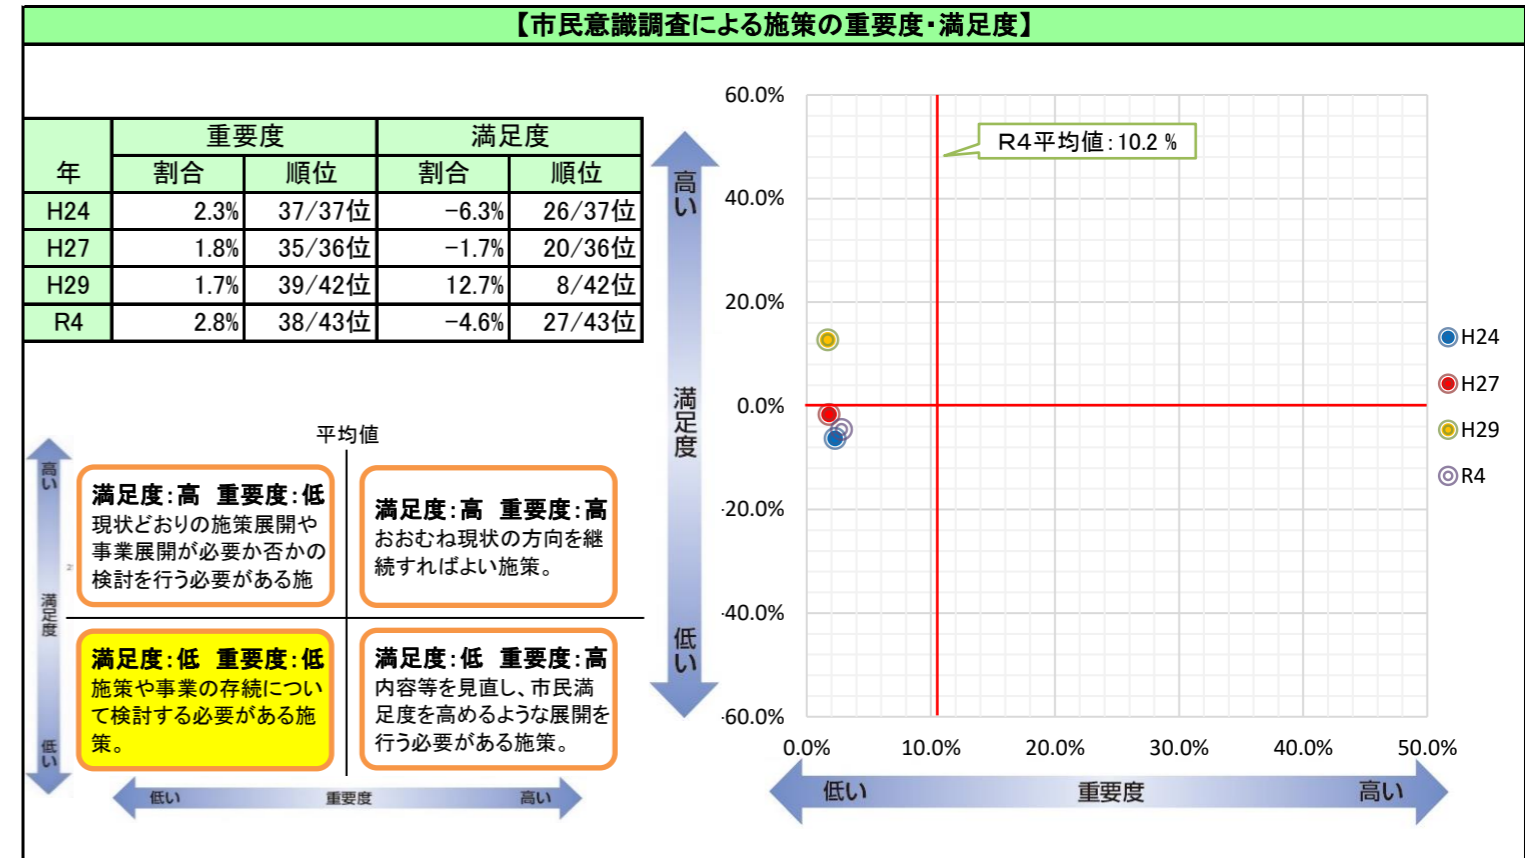 【市民意識調査による施策の重要度・満足度】
年 重要度 満足度
割合 順位 割合 順位
H24 2.3% 37/37位 −6.3% 26/37位
H27 1.8% 35/36位 −1.7% 20/36位
H29 1.7% 39/42位 12.7% 8/42位
R4 2.8% 38/43位 −4.6% 27/43位
平均値
高い
満足度
低い
満足度：高 重要度：低
現状どおりの施策展開や
事業展開が必要か否かの
検討を行う必要がある施
満足度：高 重要度：高
おおむね現状の方向を継
続すればよい施策。
満足度：低 重要度：低
施策や事業の存続につい
て検討する必要がある施
策。
満足度：低 重要度：高
内容等を見直し、市民満
足度を高めるような展開を
行う必要がある施策。
低い 重要度 高い
高い
満足度
低い
60.0%
40.0%
20.0%
0.0%
-20.0%
-40.0%
-60.0%
R4平均値：10.2 %
0.0% 10.0% 20.0% 30.0% 40.0% 50.0%
低い 重要度 高い
H24
H27
H29
R4